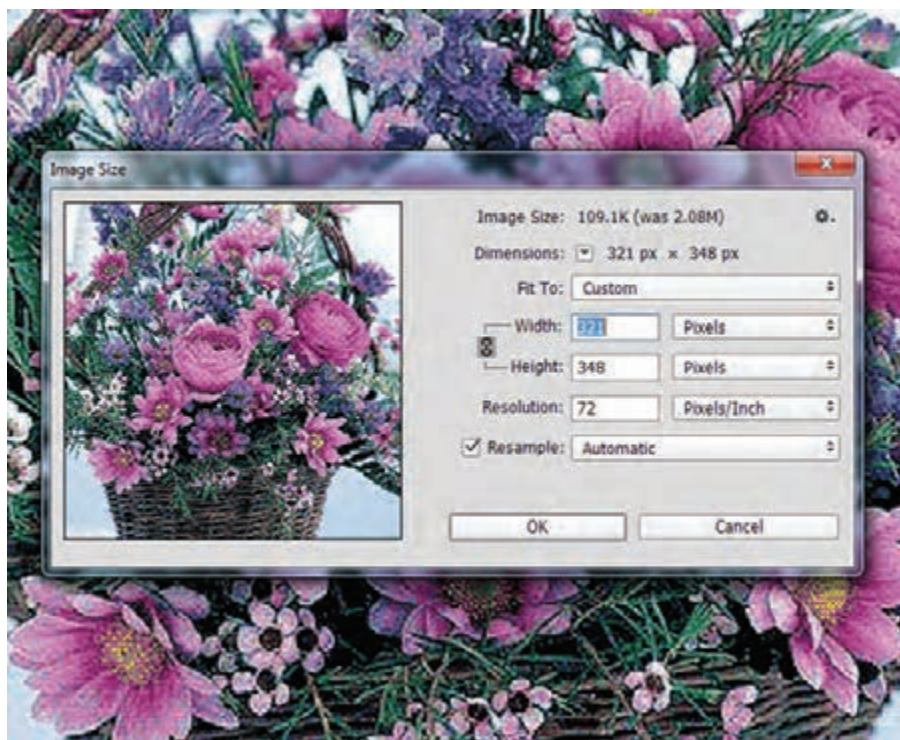 Image Size
Image Size: 109.1K (was 2.08M)
Dimensions: 321 px × 348 px
Fit To: Custom
Width: 321 Pixels
Height: 348 Pixels
Resolution: 72 Pixels/Inch
Resample: Automatic
OK Cancel